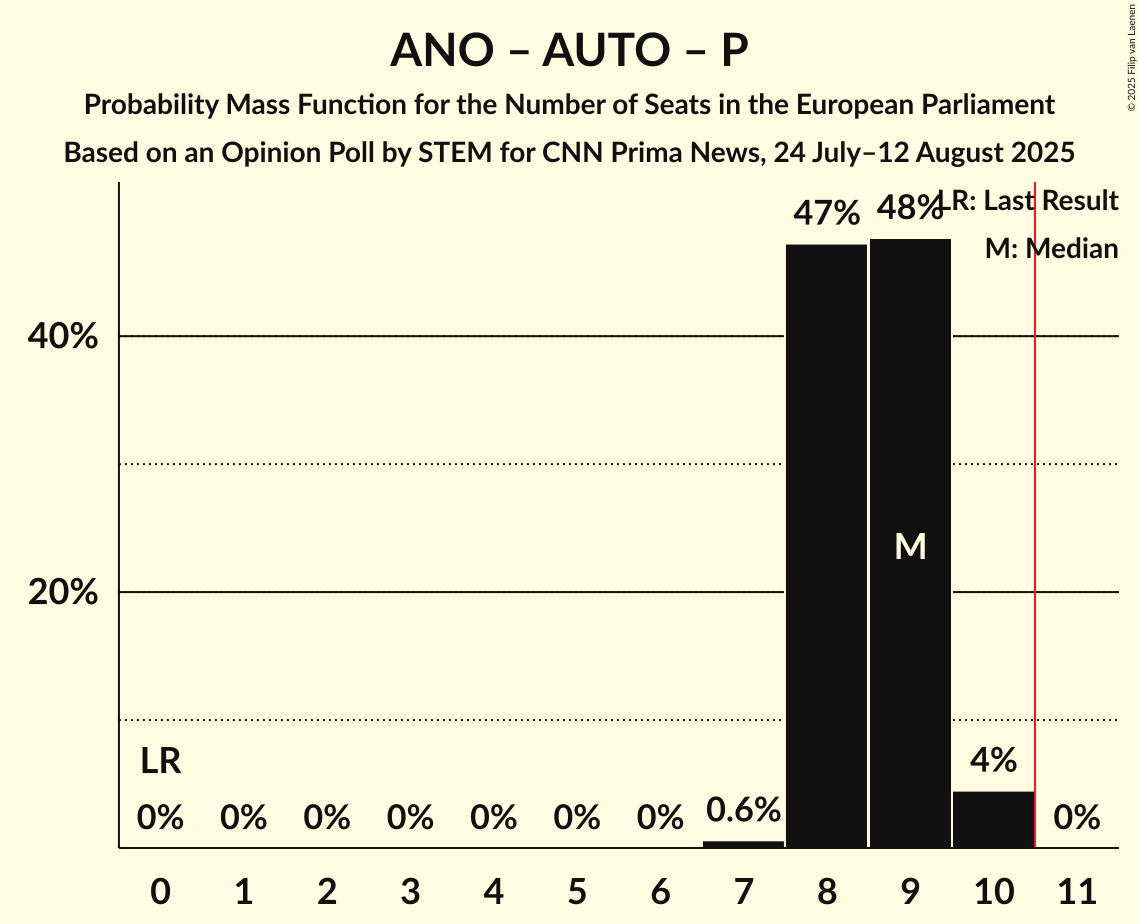 ANO – AUTO – P
Probability Mass Function for the Number of Seats in the European Parliament
Based on an Opinion Poll by STEM for CNN Prima News, 24 July–12 August 2025
© 2025 Filip van Laenen
LR: Last Result
M: Median
47% 48%
40%
20%
M
LR
0% 0% 0% 0% 0% 0% 0% 0.6% 4% 0%
0 1 2 3 4 5 6 7 8 9 10 11